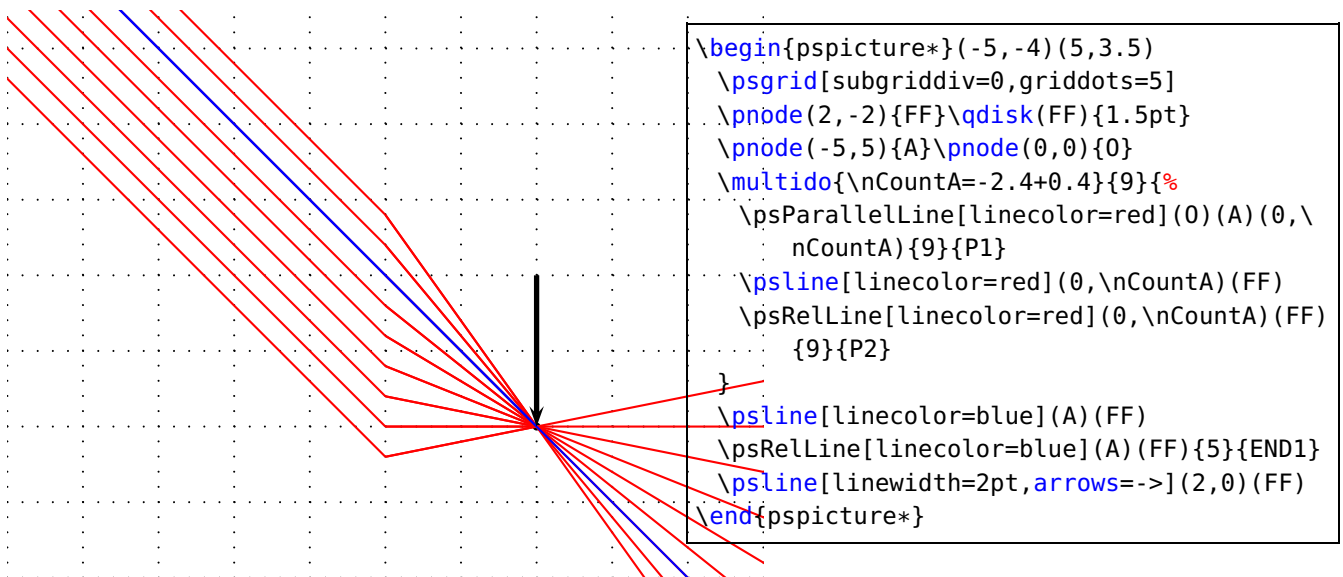 \begin{pspicture*}(-5,-4)(5,3.5)
\psgrid[subgriddiv=0,griddots=5]
\pnode(2,-2){FF}\qdisk(FF){1.5pt}
\pnode(-5,5){A}\pnode(0,0){O}
\multido{\nCountA=-2.4+0.4}{9}{%
\psParallelLine[linecolor=red](O)(A)(0,\
nCountA){9}{P1}
\psline[linecolor=red](0,\nCountA)(FF)
\psRelLine[linecolor=red](0,\nCountA)(FF)
{9}{P2}
}
\psline[linecolor=blue](A)(FF)
\psRelLine[linecolor=blue](A)(FF){5}{END1}
\psline[linewidth=2pt,arrows=->](2,0)(FF)
\end{pspicture*}